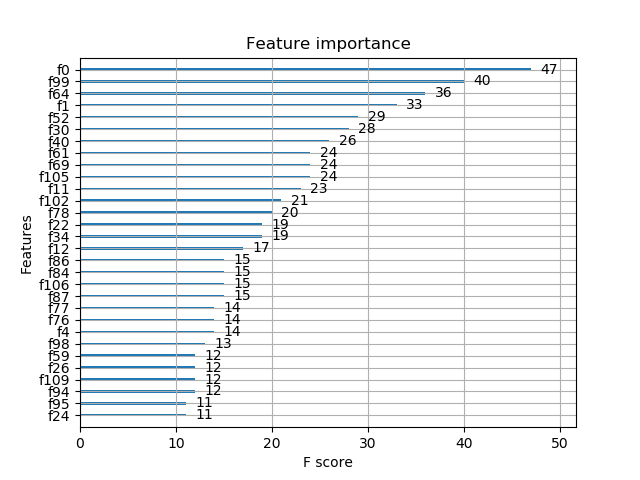 Feature importance
Features
f0 47
f99 40
f64 36
f1 33
f52 29
f30 28
f40 26
f61 24
f69 24
f105 24
f11 23
f102 21
f78 20
f22 19
f34 19
f12 17
f86 15
f84 15
f106 15
f87 15
f77 14
f76 14
f4 14
f98 13
f59 12
f26 12
f109 12
f94 12
f95 11
f24 11
0 10 20 30 40 50
F score